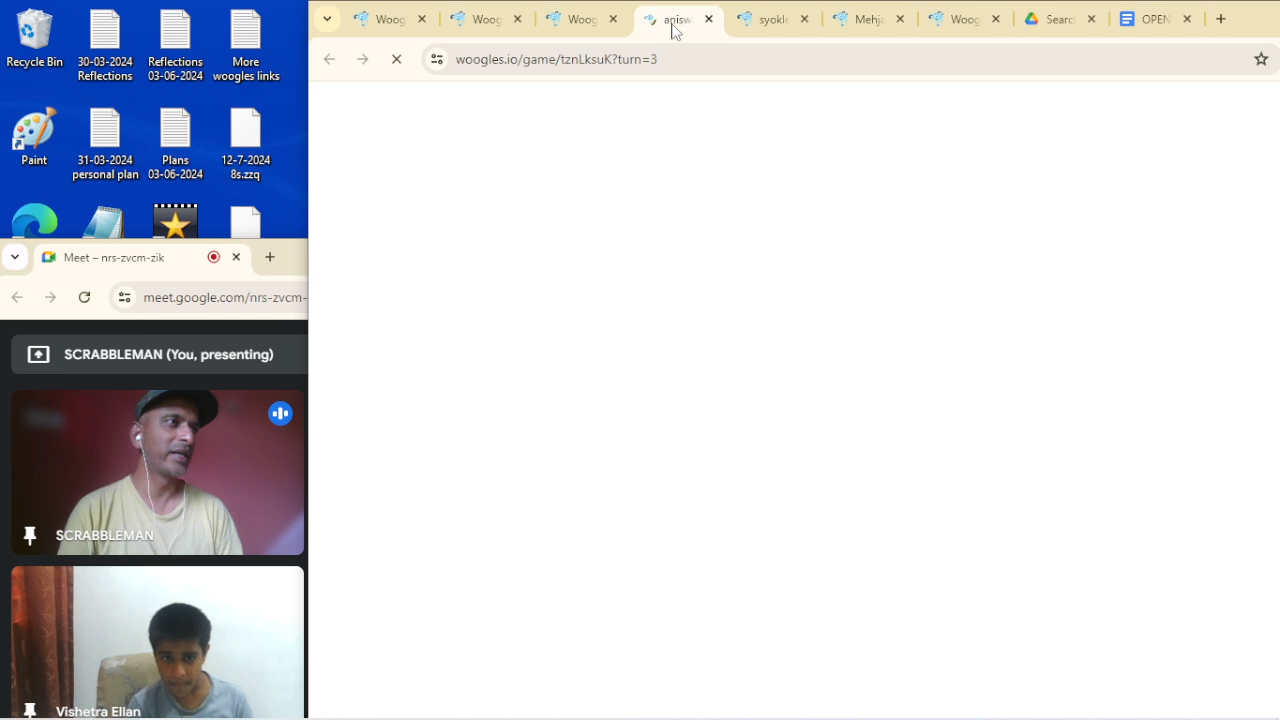 Recycle Bin
30-03-2024
Reflections
Reflections
03-06-2024
More
woogles links
Paint
31-03-2024
personal plan
Plans
03-06-2024
12-7-2024
8s.zzq
Woog
Woog
Woog
anisw
syokl
Menja
Woog
Searc
OPEN
woogles.io/game/tznLksuK?turn=3
Meet – nrs-zvcm-zik
meet.google.com/nrs-zvcm-
SCRABBLEMAN (You, presenting)
SCRABBLEMAN
Vishetra Ellan